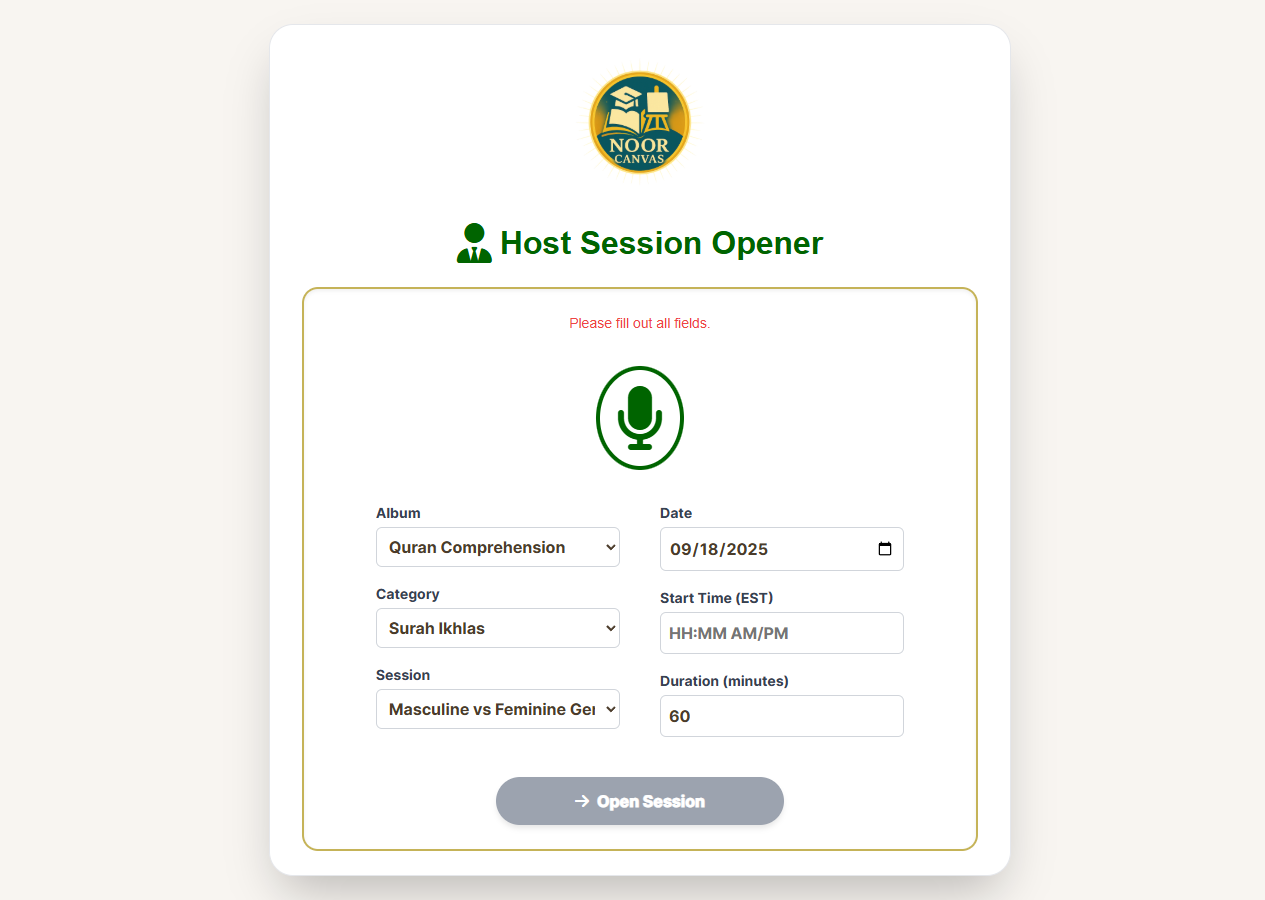 NOOR
CANVAS
Host Session Opener
Please fill out all fields.
Album
Quran Comprehension
Category
Surah Ikhlas
Session
Masculine vs Feminine Ger
Date
09/18/2025
Start Time (EST)
HH:MM AM/PM
Duration (minutes)
60
Open Session